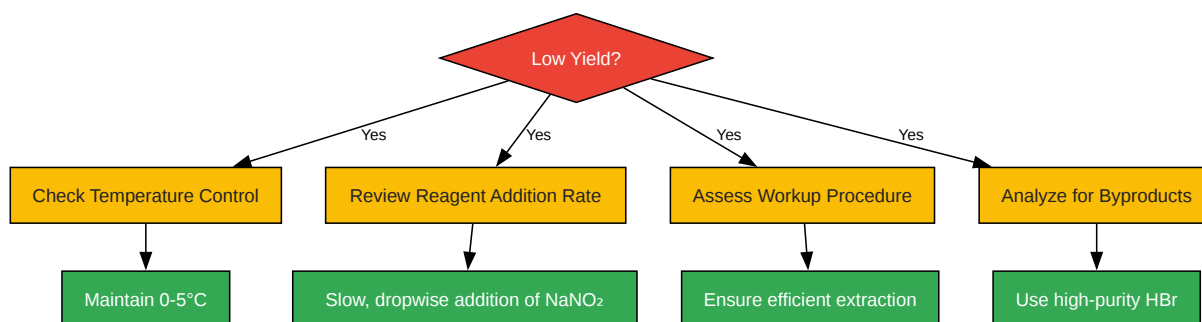 Low Yield?
Yes
Yes
Yes
Yes
Check Temperature Control
Review Reagent Addition Rate
Assess Workup Procedure
Analyze for Byproducts
Maintain 0-5°C
Slow, dropwise addition of NaNO₂
Ensure efficient extraction
Use high-purity HBr